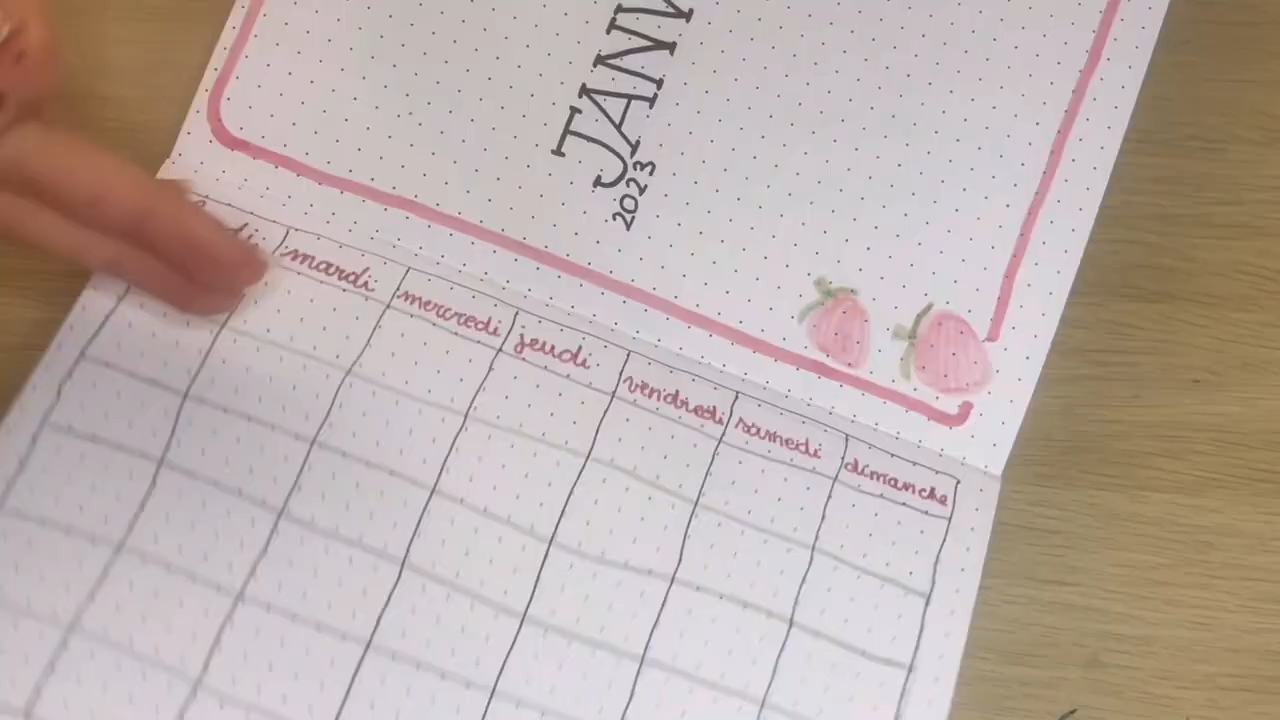 JANV
2023
mardi
mercredi
jeudi
vendredi
samedi
dimanche